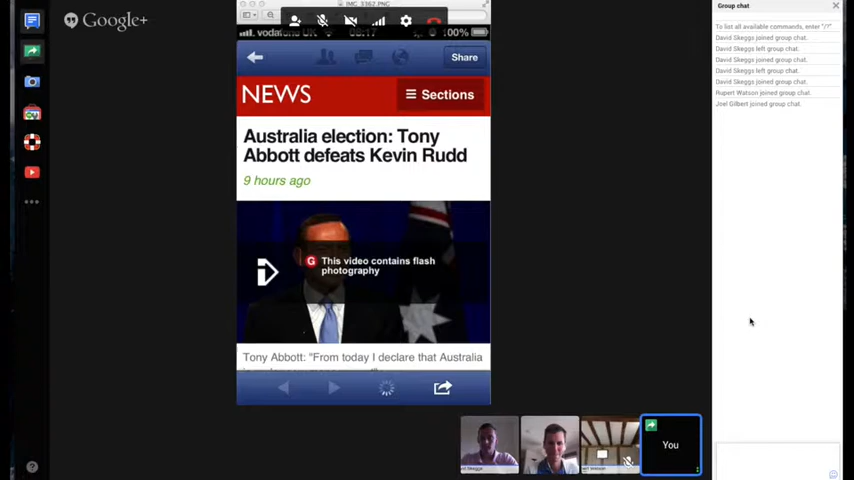 Google+
IMG_3362.PNG
vodafone UK
08:17
100%
Share
NEWS
Sections
Australia election: Tony
Abbott defeats Kevin Rudd
9 hours ago
G This video contains flash
photography
Tony Abbott: "From today I declare that Australia
You
Group chat
To list all available commands, enter "/?"
David Skeggs joined group chat.
David Skeggs left group chat.
David Skeggs joined group chat.
David Skeggs left group chat.
David Skeggs joined group chat.
Rupert Watson joined group chat.
Joel Gilbert joined group chat.